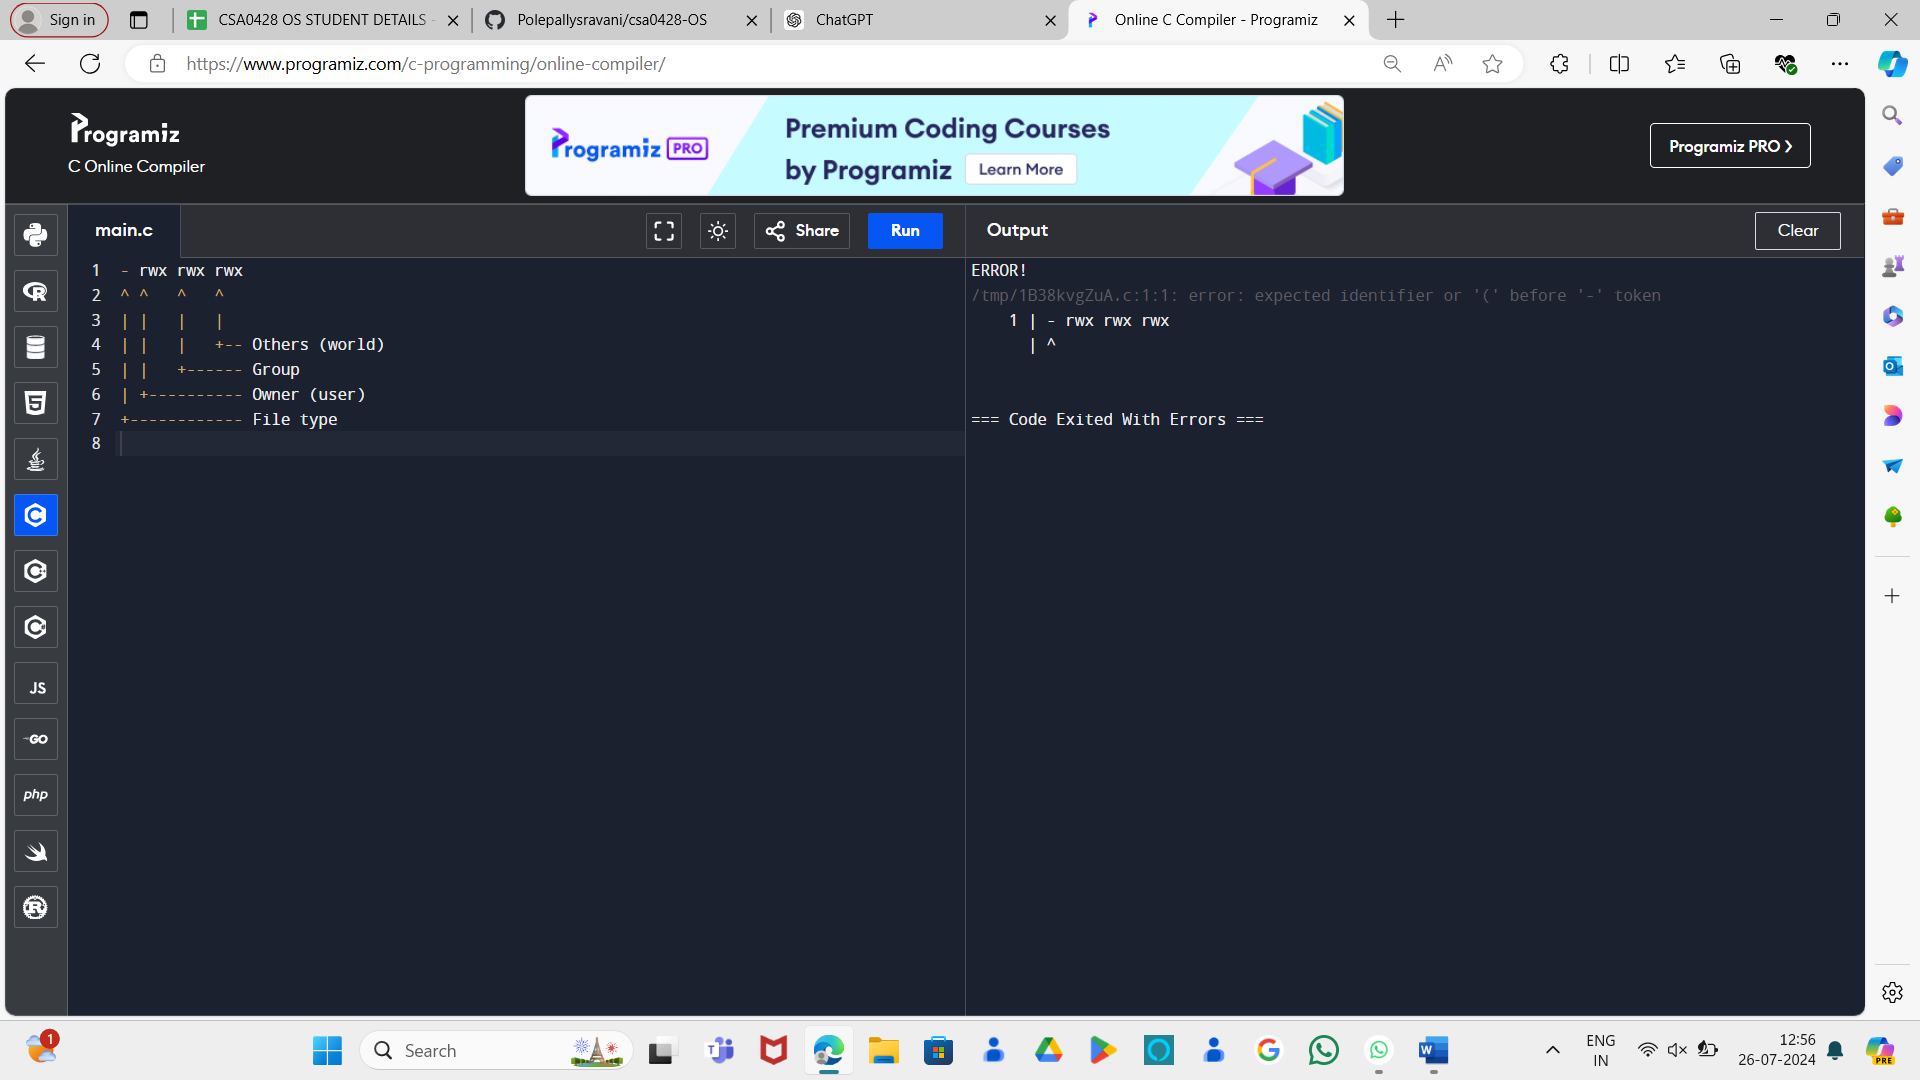 Sign in
CSA0428 OS STUDENT DETAILS -
Polepallysravani/csa0428-OS
ChatGPT
Online C Compiler - Programiz
https://www.programiz.com/c-programming/online-compiler/
Programiz
C Online Compiler
Programiz PRO
Premium Coding Courses
by Programiz
Learn More
Programiz PRO ❯
main.c
Share
Run
Output
Clear
1 - rwx rwx rwx
2 ^ ^   ^   ^
3 | |   |   |
4 | |   |   +-- Others (world)
5 | |   +------ Group
6 | +---------- Owner (user)
7 +------------ File type
8
ERROR!
/tmp/1B38kvgZuA.c:1:1: error: expected identifier or '(' before '-' token
    1 | - rwx rwx rwx
      | ^
=== Code Exited With Errors ===
JS
GO
php
1
Search
ENG
IN
12:56
26-07-2024
PRE